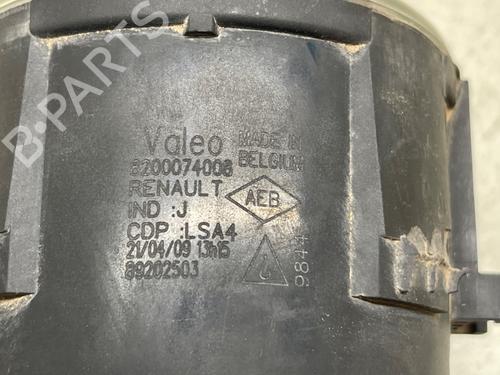 B-PARTS
Valeo
MADE IN
BELGIUM
8200074008
RENAULT
AEB
IND :J
CDP :LSA4
21/04/09 13h15
89202503
9844